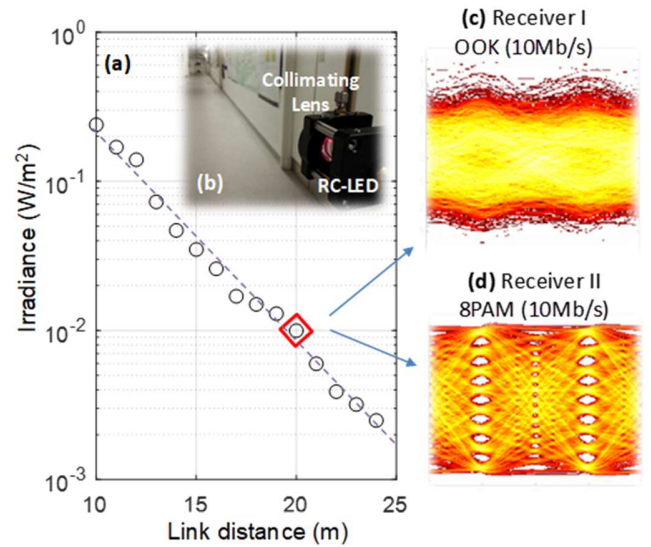 (a)
Irradiance (W/m²)
10⁰
10⁻¹
10⁻²
10⁻³
10 15 20 25
Link distance (m)
Collimating
Lens
(b)
RC-LED
(c) Receiver I
OOK (10Mb/s)
(d) Receiver II
8PAM (10Mb/s)